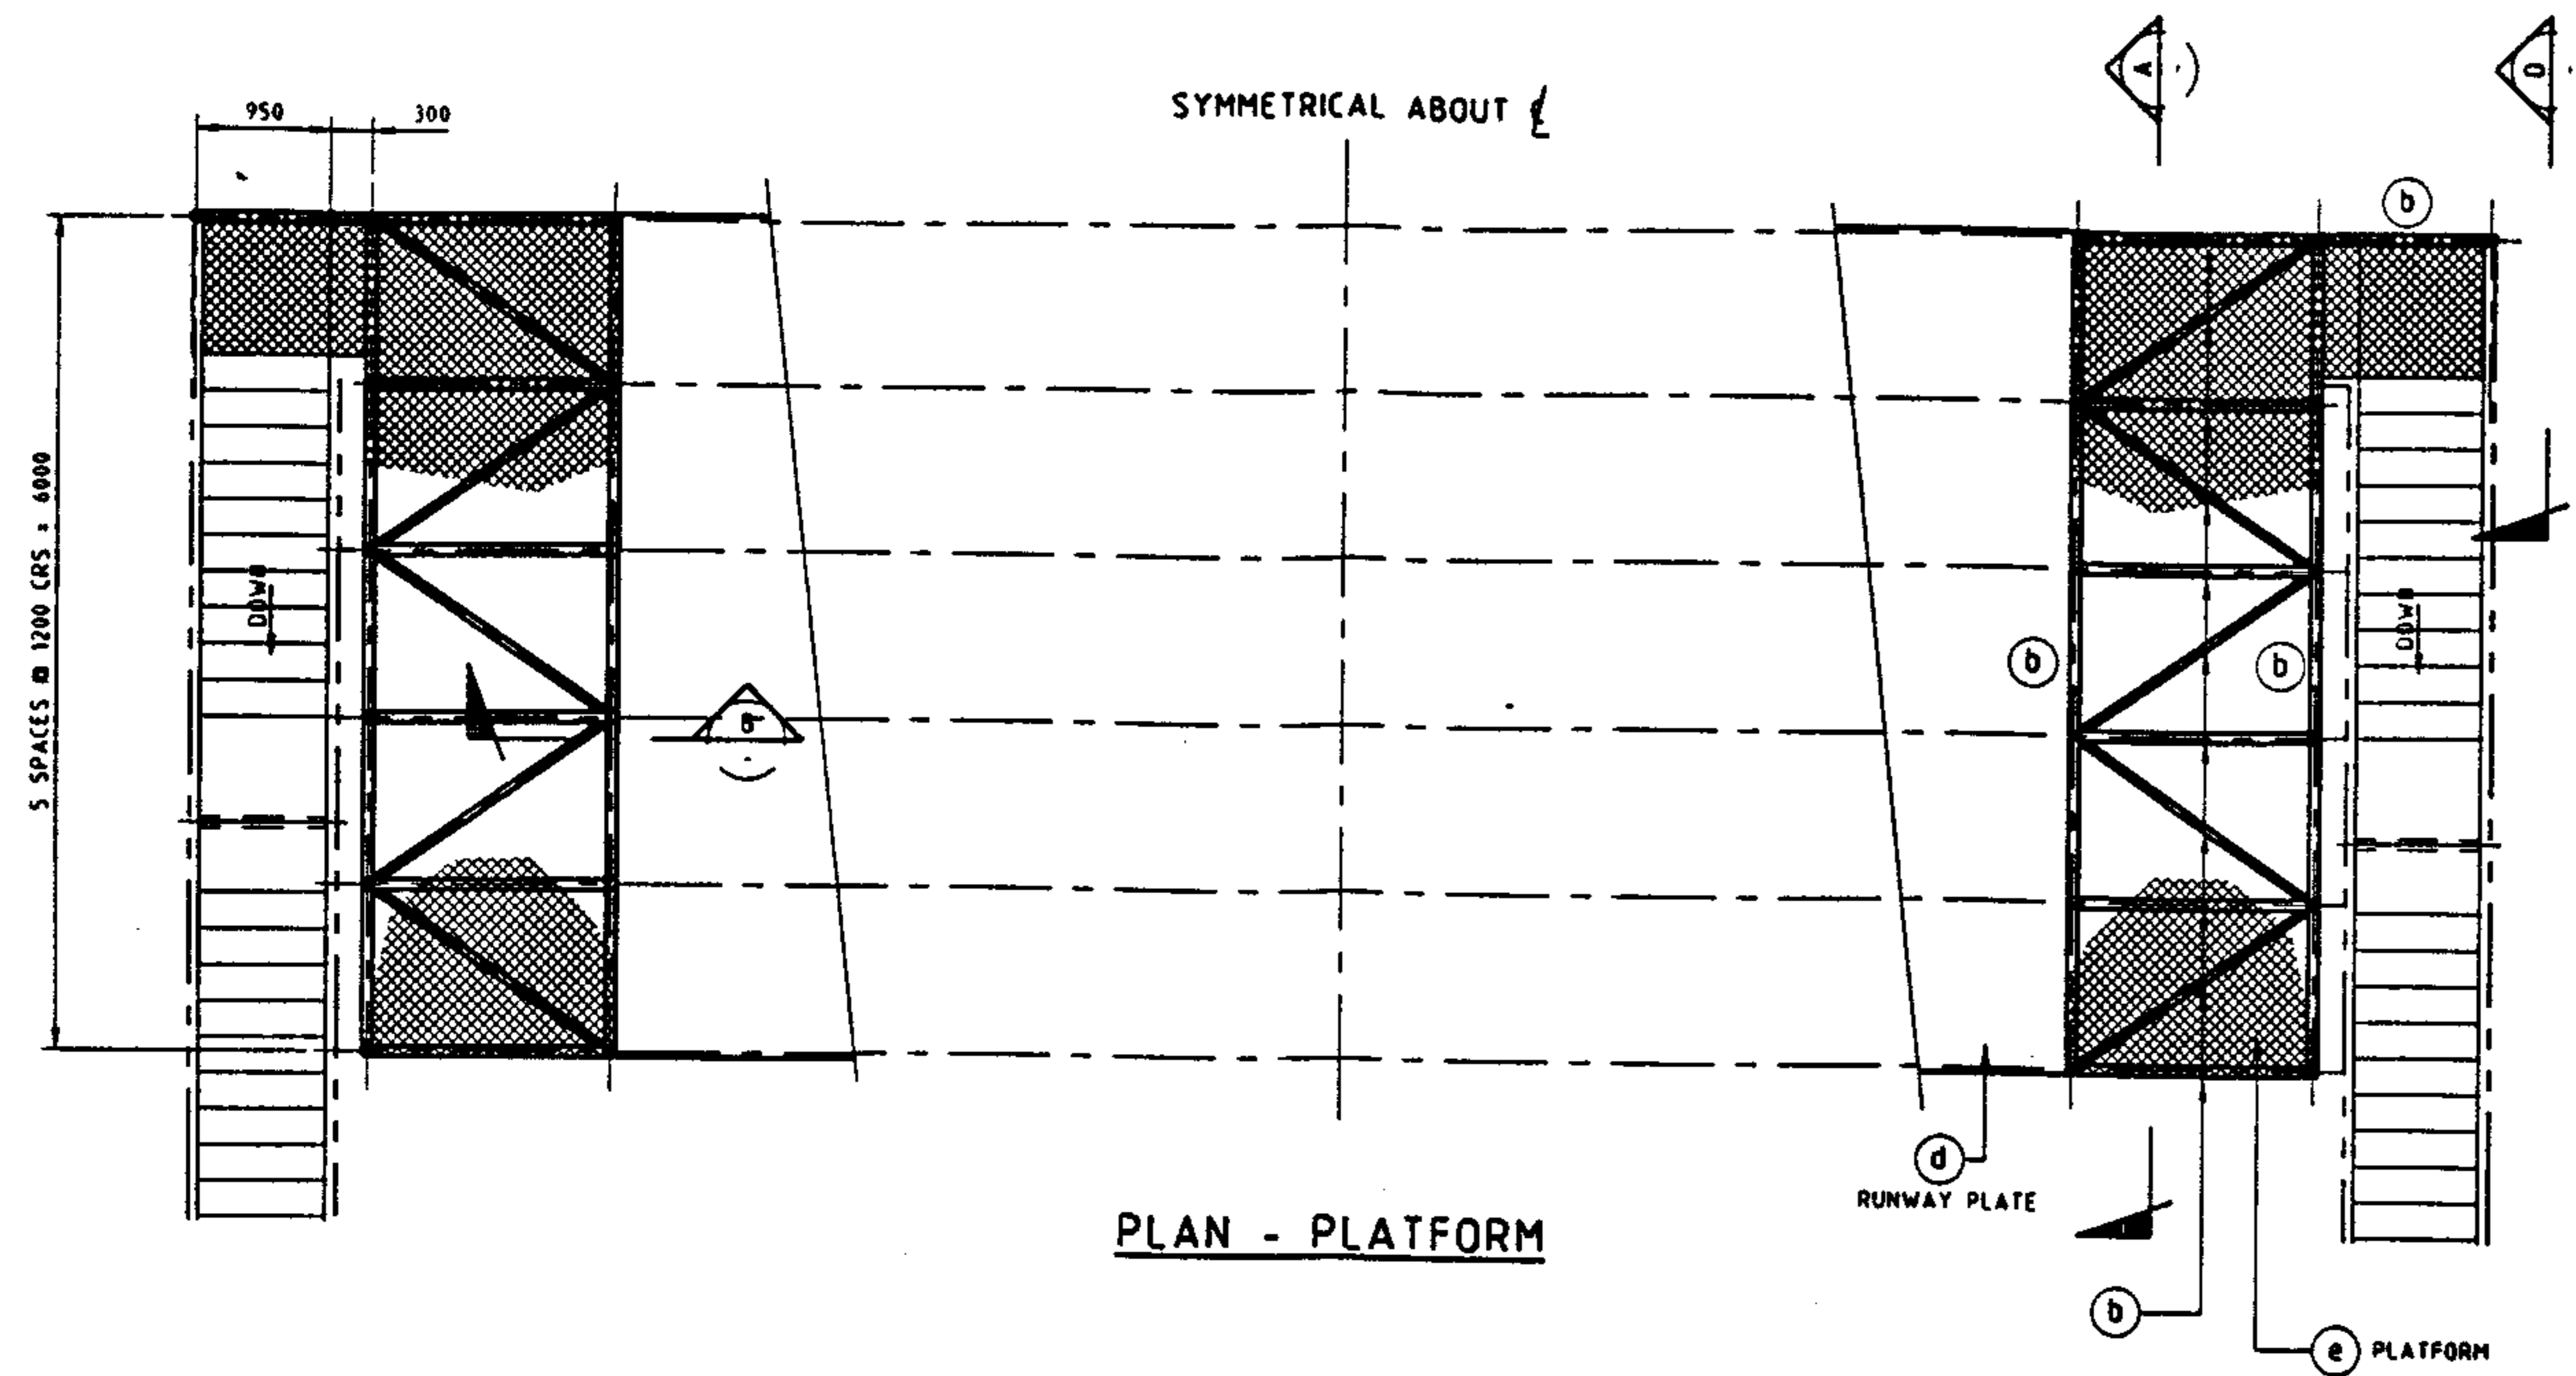 A
D
950
300
SYMMETRICAL ABOUT ℄
b
5 SPACES @ 1200 CRS = 6000
DOWN
DOWN
b
b
B
d
RUNWAY PLATE
PLAN - PLATFORM
b
e PLATFORM